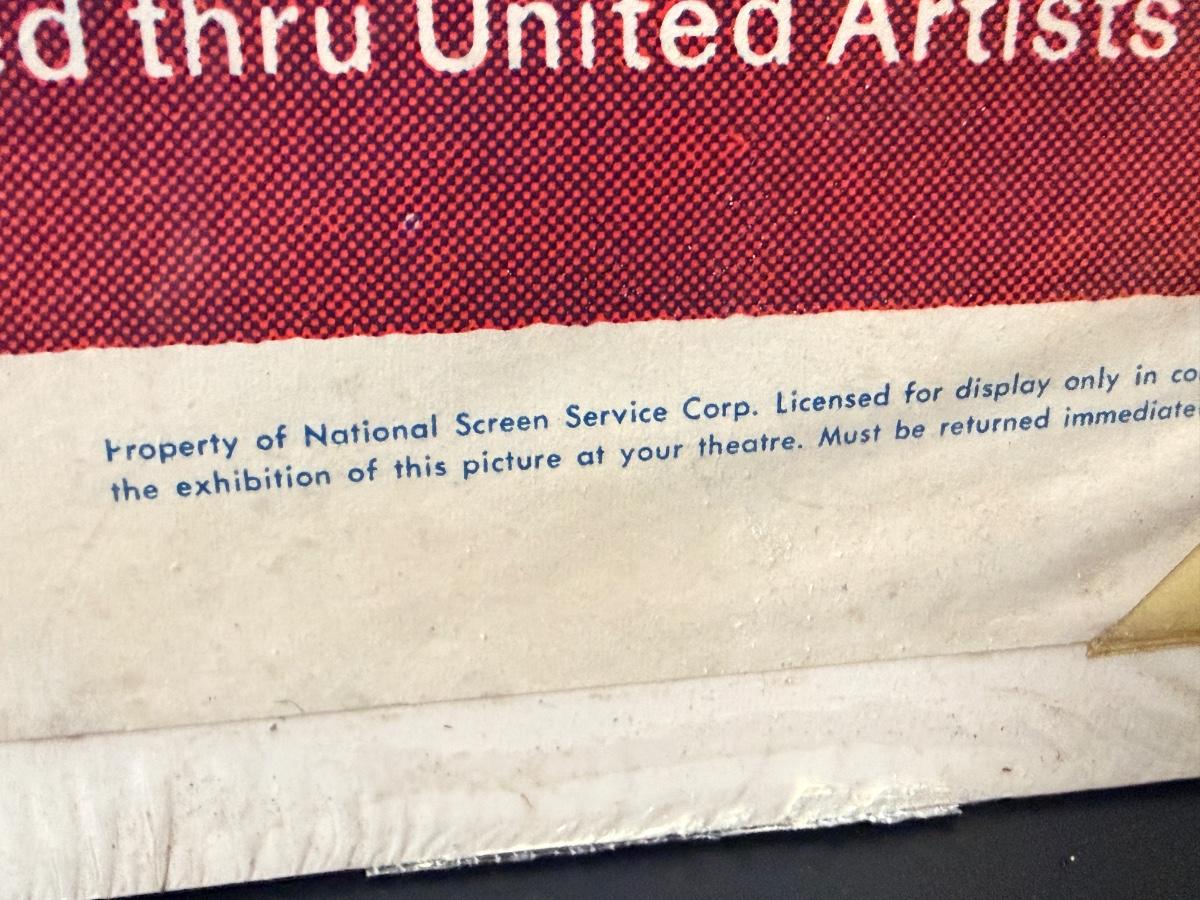 ed thru United Artists
Property of National Screen Service Corp. Licensed for display only in co
the exhibition of this picture at your theatre. Must be returned immediate